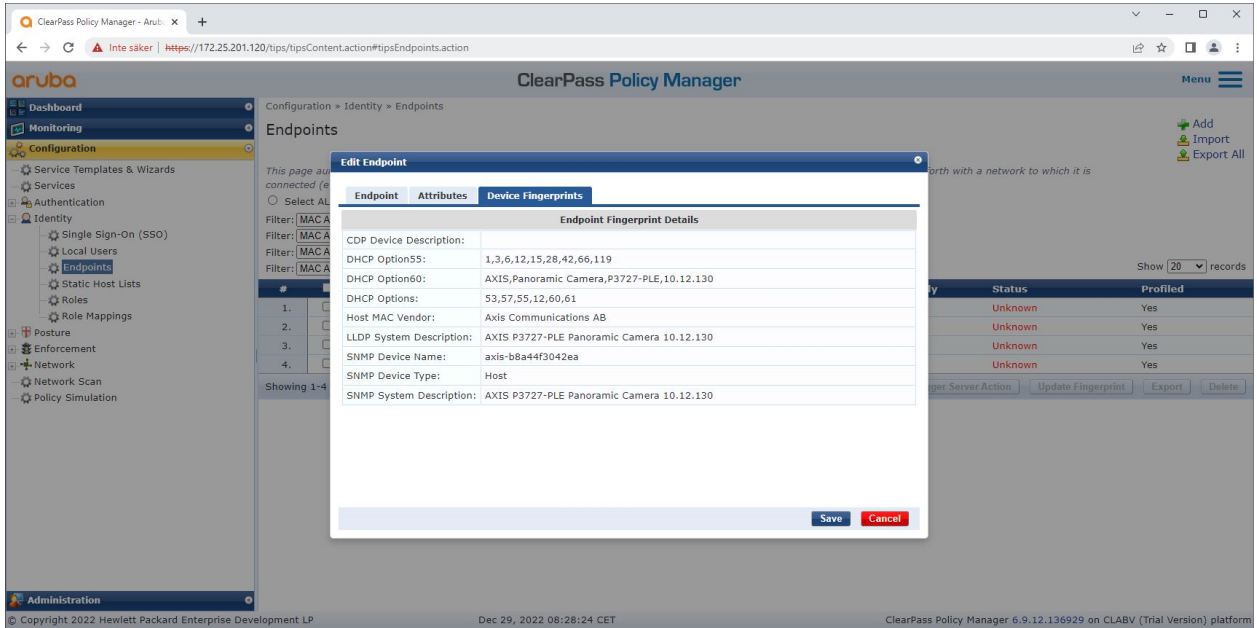 ClearPass Policy Manager - Aruba
Inte säker | https://172.25.201.120/tips/tipsContent.action#tipsEndpoints.action
aruba
ClearPass Policy Manager
Menu
Dashboard
Monitoring
Configuration
Service Templates & Wizards
Services
Authentication
Identity
Single Sign-On (SSO)
Local Users
Endpoints
Static Host Lists
Roles
Role Mappings
Posture
Enforcement
Network
Network Scan
Policy Simulation
Administration
Configuration » Identity » Endpoints
Endpoints
Add
Import
Export All
This page
forth with a network to which it is
connected
Select
Filter: MAC
Filter: MAC
Filter: MAC
Filter: MAC
Show 20 records
# Status Profiled
1. Unknown Yes
2. Unknown Yes
3. Unknown Yes
4. Unknown Yes
Showing 1-4
Server Action Update Fingerprint Export Delete
Edit Endpoint
Endpoint Attributes Device Fingerprints
Endpoint Fingerprint Details
CDP Device Description:
DHCP Option55: 1,3,6,12,15,28,42,66,119
DHCP Option60: AXIS,Panoramic Camera,P3727-PLE,10.12.130
DHCP Options: 53,57,55,12,60,61
Host MAC Vendor: Axis Communications AB
LLDP System Description: AXIS P3727-PLE Panoramic Camera 10.12.130
SNMP Device Name: axis-b8a44f3042ea
SNMP Device Type: Host
SNMP System Description: AXIS P3727-PLE Panoramic Camera 10.12.130
Save Cancel
© Copyright 2022 Hewlett Packard Enterprise Development LP
Dec 29, 2022 08:28:24 CET
ClearPass Policy Manager 6.9.12.136929 on CLABV (Trial Version) platform